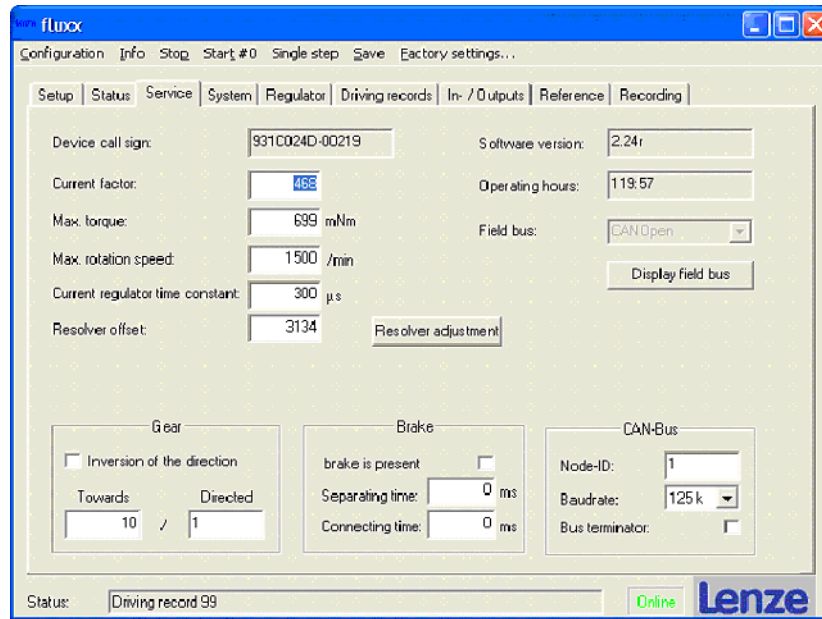 fluxx
Configuration Info Stop Start #0 Single step Save Factory settings...
Setup Status Service System Regulator Driving records In- / Outputs Reference Recording
Device call sign: 931C024D-00219 Software version: 2.24r
Current factor: 468 Operating hours: 119:57
Max. torque: 699 mNm Field bus: CANOpen
Max. rotation speed: 1500 /min Display field bus
Current regulator time constant: 300 µs
Resolver offset: 3134 Resolver adjustment
Gear Brake CAN-Bus
Inversion of the direction brake is present Node-ID: 1
Towards Directed Separating time: 0 ms Baudrate: 125 k
10 / 1 Connecting time: 0 ms Bus terminator:
Status: Driving record 99 Online Lenze